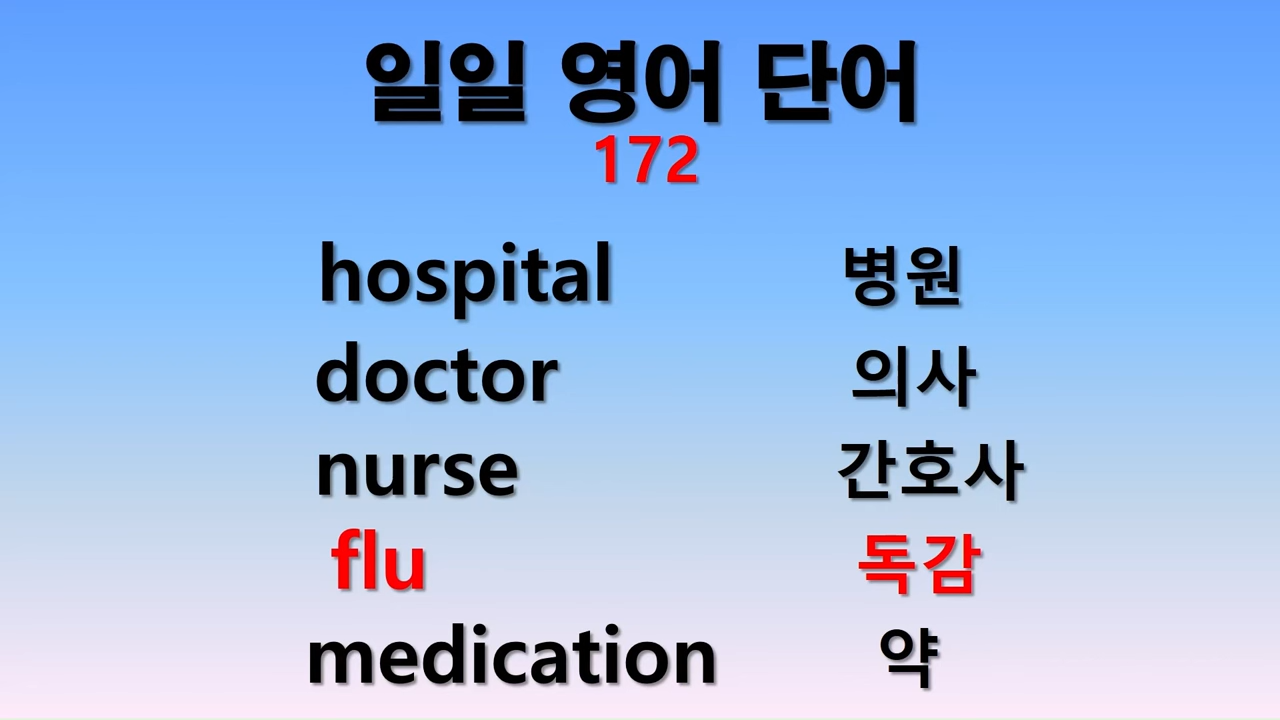 일일 영어 단어
172
hospital 병원
doctor 의사
nurse 간호사
flu 독감
medication 약